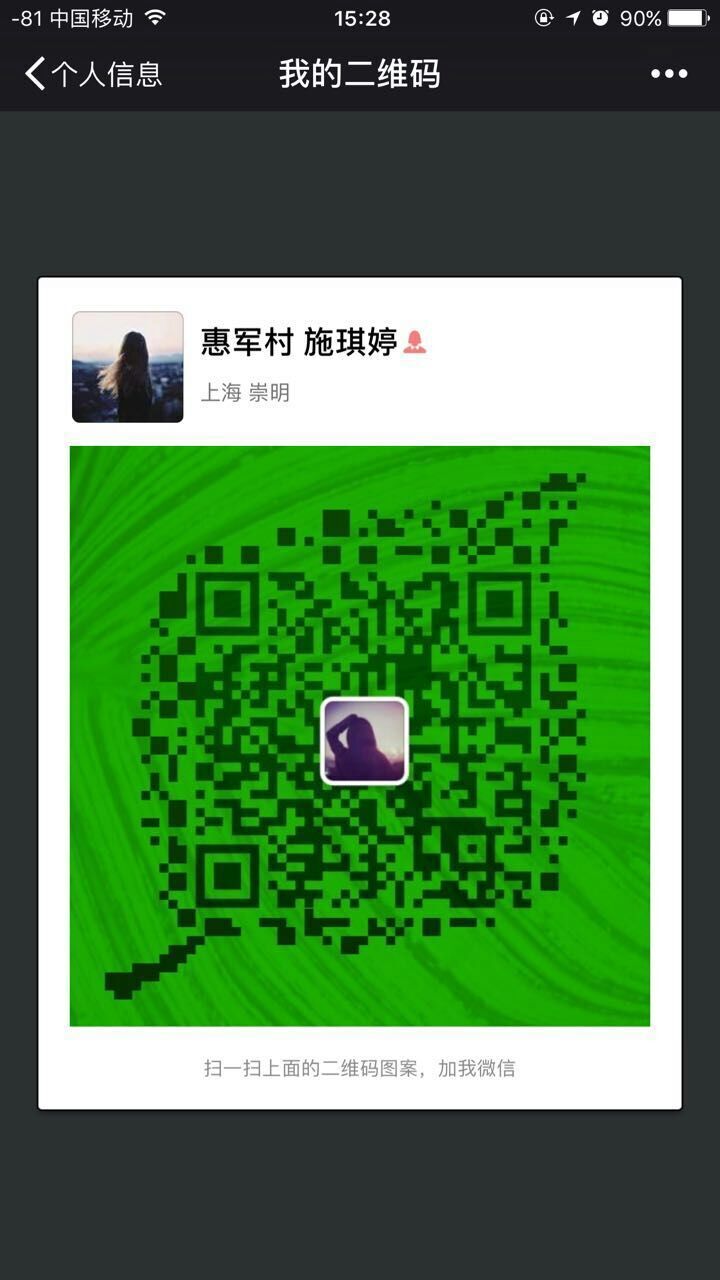 -81 中国移动 15:28 90%
个人信息 我的二维码
惠军村 施琪婷
上海 崇明
扫一扫上面的二维码图案，加我微信